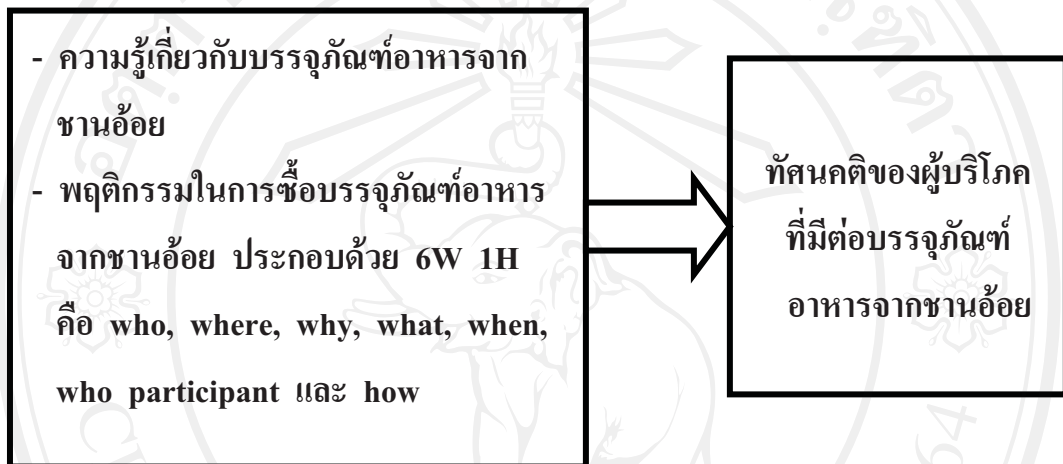 - ความรู้เกี่ยวกับบรรจุภัณฑ์อาหารจาก
ชานอ้อย
- พฤติกรรมในการซื้อบรรจุภัณฑ์อาหาร
จากชานอ้อย ประกอบด้วย 6W 1H
คือ who, where, why, what, when,
who participant และ how
ทัศนคติของผู้บริโภค
ที่มีต่อบรรจุภัณฑ์
อาหารจากชานอ้อย